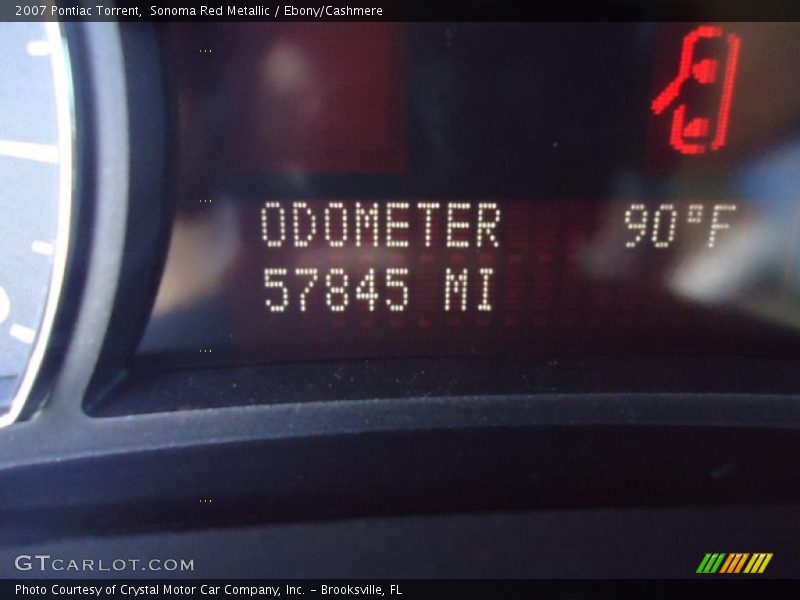 2007 Pontiac Torrent, Sonoma Red Metallic / Ebony/Cashmere
ODOMETER 90°F
57845 MI
GTCARLOT.COM
Photo Courtesy of Crystal Motor Car Company, Inc. - Brooksville, FL